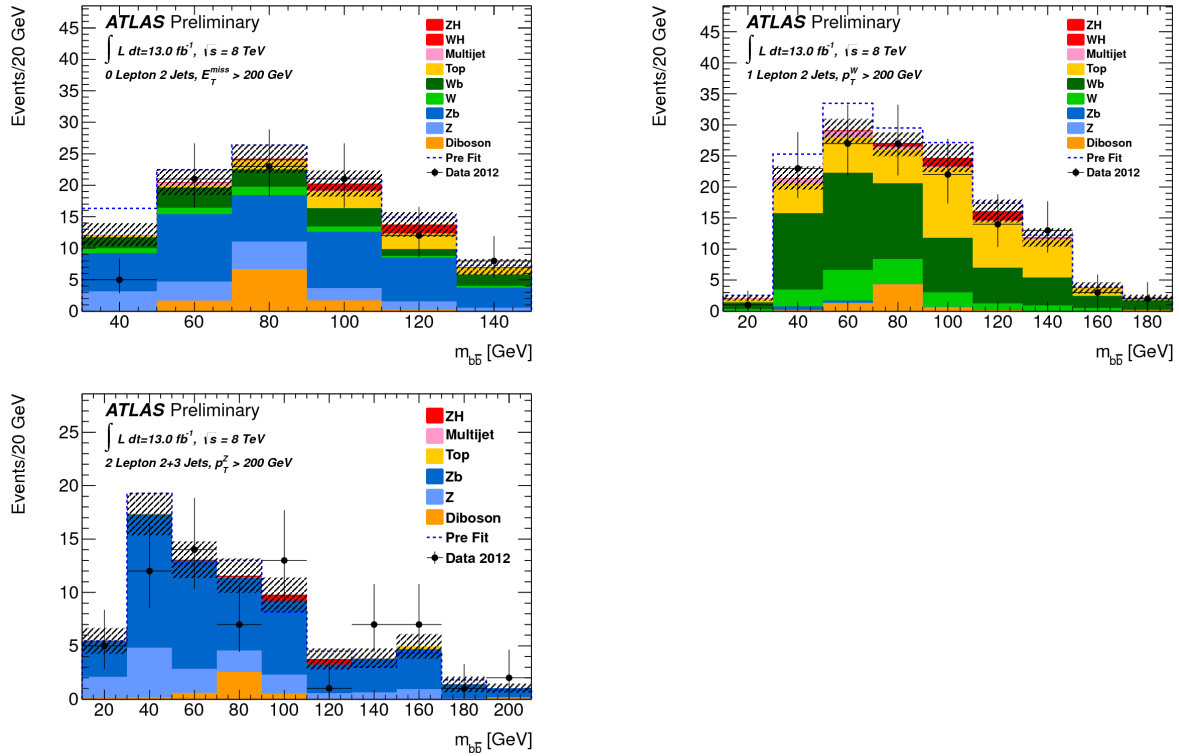 ATLAS Preliminary
∫ L dt=13.0 fb⁻¹, √s = 8 TeV
0 Lepton 2 Jets, E_T^miss > 200 GeV
ZH
WH
Multijet
Top
Wb
W
Zb
Z
Diboson
Pre Fit
Data 2012
Events/20 GeV
45
40
35
30
25
20
15
10
5
0
40 60 80 100 120 140
m_bb̅ [GeV]
ATLAS Preliminary
∫ L dt=13.0 fb⁻¹, √s = 8 TeV
1 Lepton 2 Jets, p_T^W > 200 GeV
ZH
WH
Multijet
Top
Wb
W
Zb
Z
Diboson
Pre Fit
Data 2012
Events/20 GeV
45
40
35
30
25
20
15
10
5
0
20 40 60 80 100 120 140 160 180
m_bb̅ [GeV]
ATLAS Preliminary
∫ L dt=13.0 fb⁻¹, √s = 8 TeV
2 Lepton 2+3 Jets, p_T^Z > 200 GeV
ZH
Multijet
Top
Zb
Z
Diboson
Pre Fit
Data 2012
Events/20 GeV
25
20
15
10
5
0
20 40 60 80 100 120 140 160 180 200
m_bb̅ [GeV]